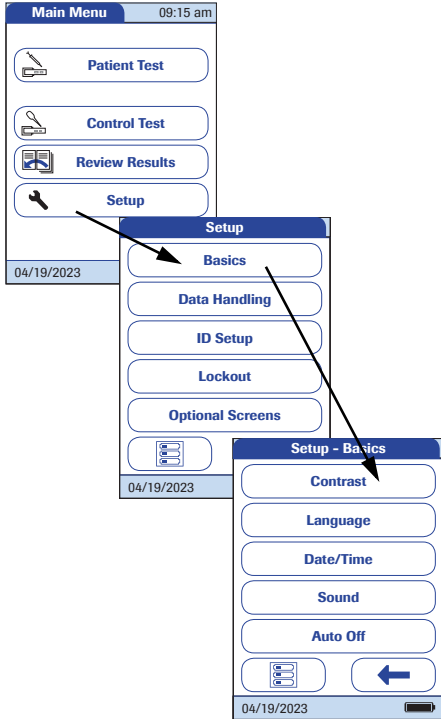 Main Menu
09:15 am
Patient Test
Control Test
Review Results
Setup
04/19/2023
Setup
Basics
Data Handling
ID Setup
Lockout
Optional Screens
04/19/2023
Setup - Basics
Contrast
Language
Date/Time
Sound
Auto Off
04/19/2023